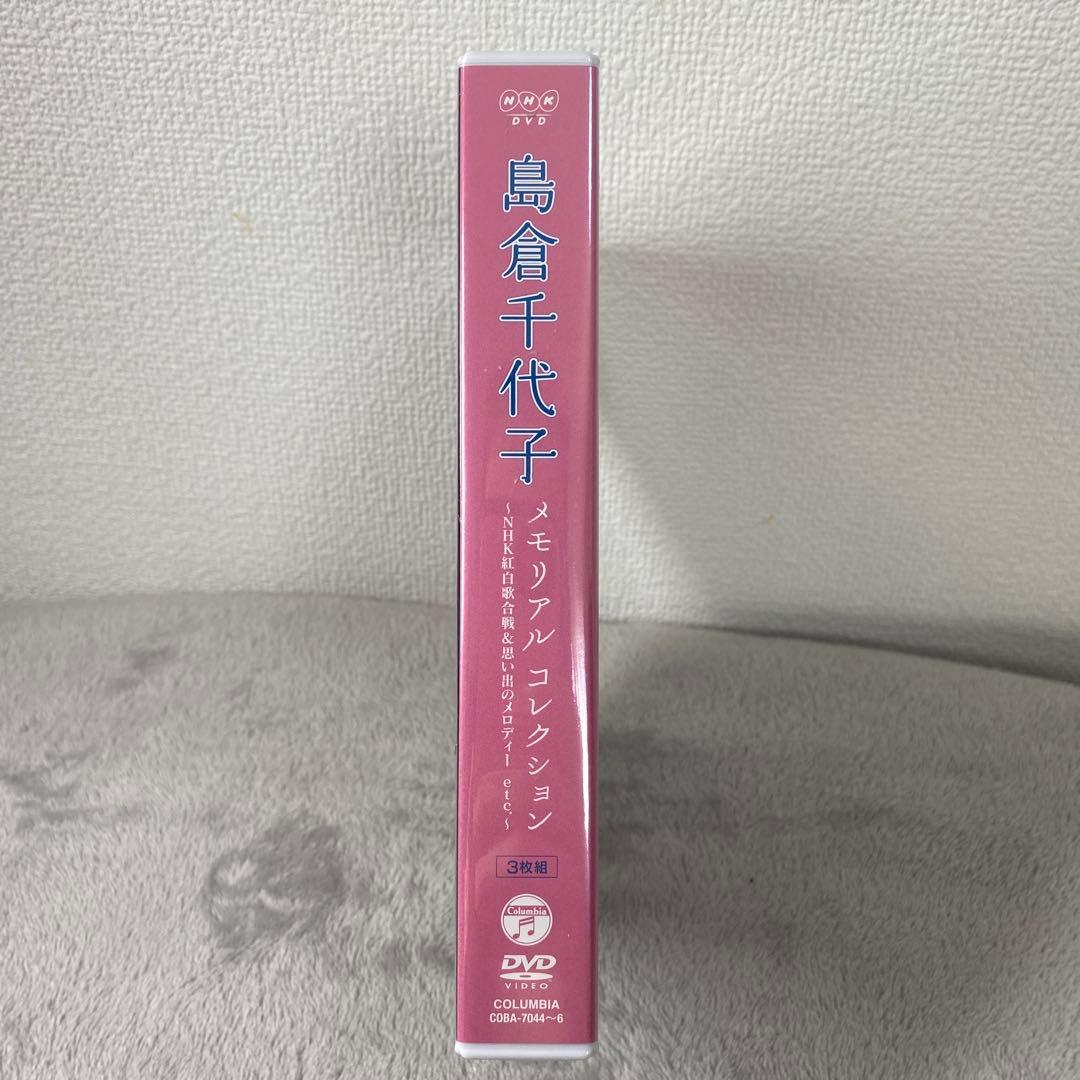 NHK
DVD
島倉千代子
メモリアル コレクション
～NHK紅白歌合戦&思い出のメロディー etc.～
3枚組
Columbia
DVD
VIDEO
COLUMBIA
COBA-7044～6